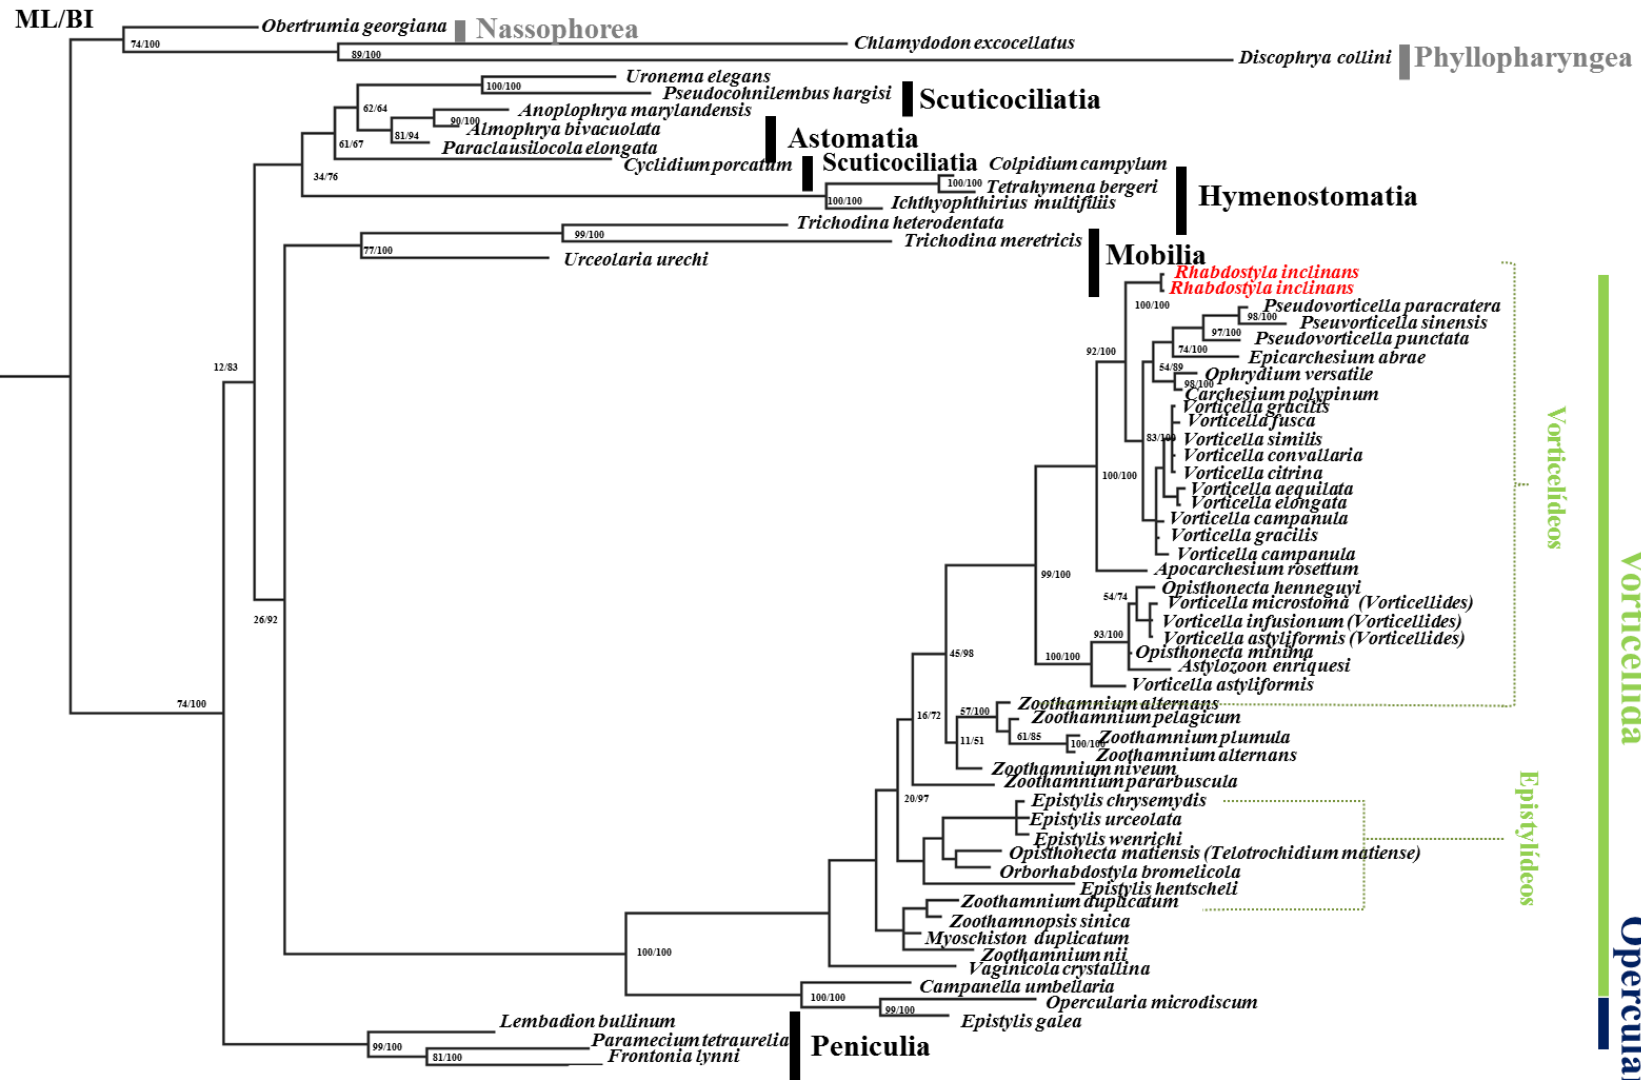 ML/BI
Obertrumia georgiana
Nassophorea
74/100
Chlamydodon excocellatus
89/100
Discophrya collini
Phyllopharyngea
Uronema elegans
100/100
Pseudocohnilembus hargisi
Scuticociliatia
62/64
Anoplophrya marylandensis
90/100
Almophrya bivacuolata
81/94
Astomatia
61/67
Paraclausilocola elongata
Cyclidium porcatum
Scuticociliatia
Colpidium campylum
34/76
100/100
Tetrahymena bergeri
100/100
Ichthyophthirius multifiliis
Hymenostomatia
Trichodina heterodentata
99/100
Trichodina meretricis
77/100
Urceolaria urechi
Mobilia
Rhabdostyla inclinans
Rhabdostyla inclinans
100/100
Pseudovorticella paracratera
98/100
Pseuvorticella sinensis
97/100
Pseudovorticella punctata
92/100
74/100
Epicarchesium abrae
12/83
54/89
Ophrydium versatile
98/100
Carchesium polypinum
Vorticella gracilis
Vorticella fusca
83/100
Vorticella similis
Vorticella convallaria
100/100
Vorticella citrina
Vorticella aequilata
Vorticella elongata
Vorticelídeos
Vorticella campanula
Vorticella gracilis
Vorticella campanula
Apocarchesium rosettum
99/100
Opisthonecta henneguyi
54/74
Vorticella microstoma (Vorticellides)
26/92
Vorticella infusionum (Vorticellides)
93/100
Vorticella astyliformis (Vorticellides)
45/98
Opisthonecta minima
100/100
Astylozoon enriquesi
Vorticella astyliformis
Vorticelida
74/100
Zoothamnium alternans
57/100
16/72
Zoothamnium pelagicum
11/51
61/85
Zoothamnium plumula
100/100
Zoothamnium alternans
Zoothamnium niveum
Zoothamnium pararbuscula
20/97
Epistylis chrysemydis
Epistylis urceolata
Epistylis wenrichi
Epistylídeos
Opisthonecta matiensis (Telotrochidium matiense)
Orborhabdostyla bromelicola
Epistylis hentscheli
Zoothamnium duplicatum
Zoothamnopsis sinica
Myoschiston duplicatum
100/100
Zoothamnium nii
Vaginicola crystallina
Campanella umbellaria
100/100
Opercularia microdiscum
99/100
Epistylis galea
Opercula
Lembadion bullinum
99/100
Paramecium tetraurelia
81/100
Frontonia lynni
Peniculia